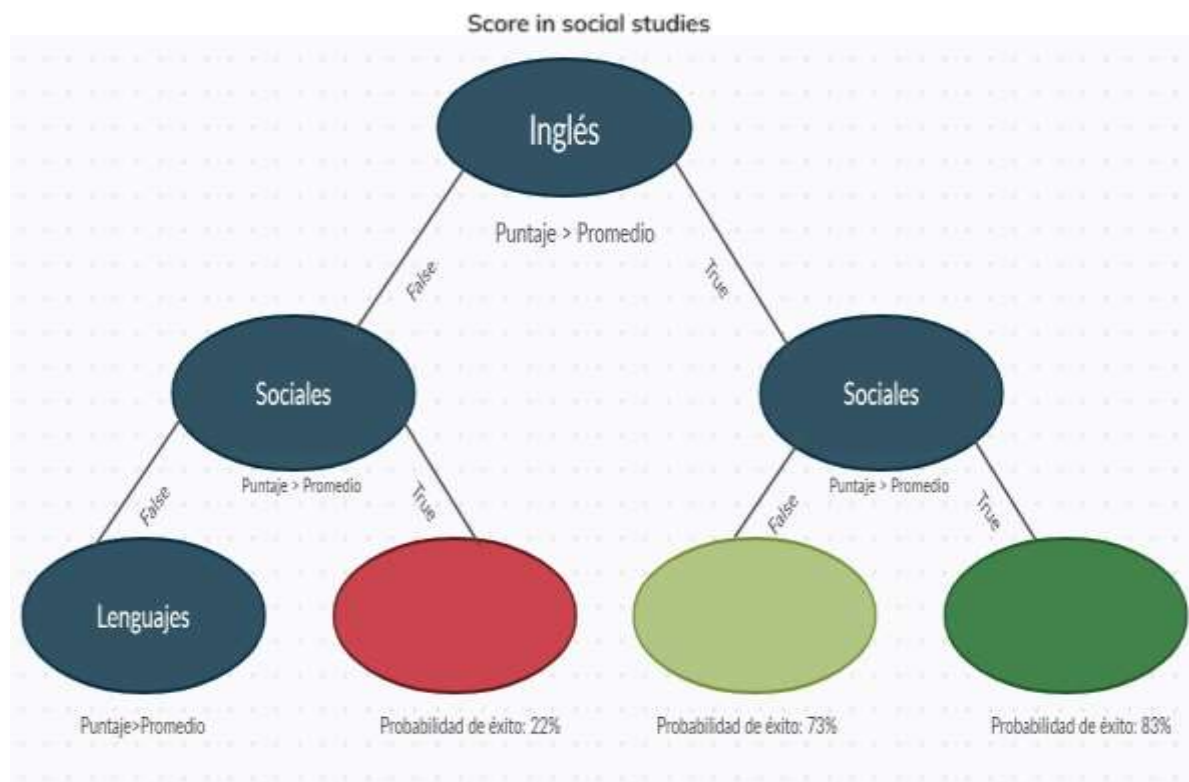 Score in social studies
Inglés
Puntaje > Promedio
False
True
Sociales
Sociales
Puntaje > Promedio
Puntaje > Promedio
False
True
False
True
Lenguajes
Puntaje>Promedio
Probabilidad de éxito: 22%
Probabilidad de éxito: 73%
Probabilidad de éxito: 83%